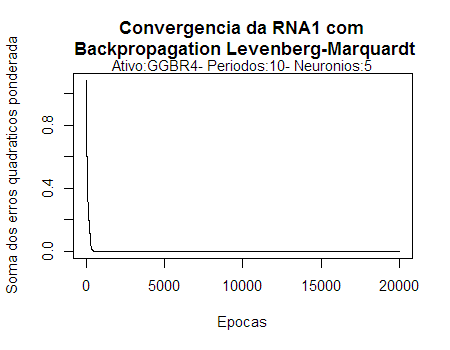 Convergencia da RNA1 com
Backpropagation Levenberg-Marquardt
Ativo:GGBR4- Periodos:10- Neuronios:5
Soma dos erros quadraticos ponderada
0.8
0.4
0.0
0 5000 10000 15000 20000
Epocas